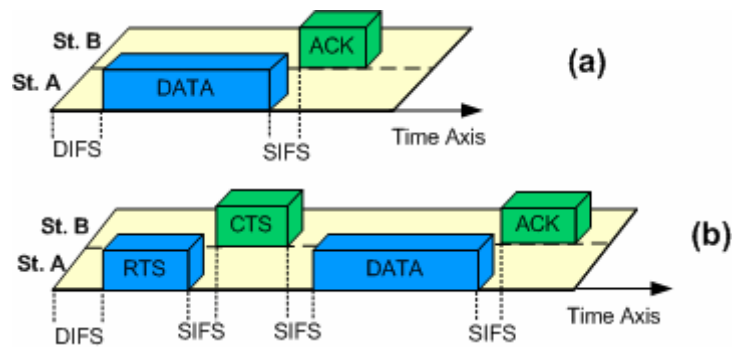 St. B
ACK
(a)
St. A
DATA
Time Axis
DIFS
SIFS
St. B
CTS
ACK
(b)
St. A
RTS
DATA
Time Axis
DIFS
SIFS
SIFS
SIFS